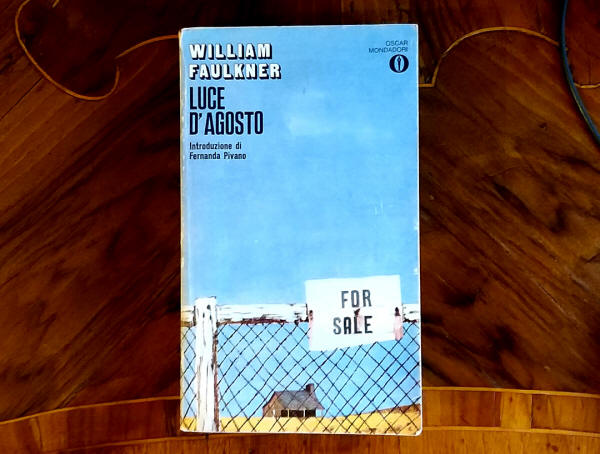 WILLIAM
FAULKNER
OSCAR
MONDADORI
LUCE
D'AGOSTO
Introduzione di
Fernanda Pivano
FOR
SALE